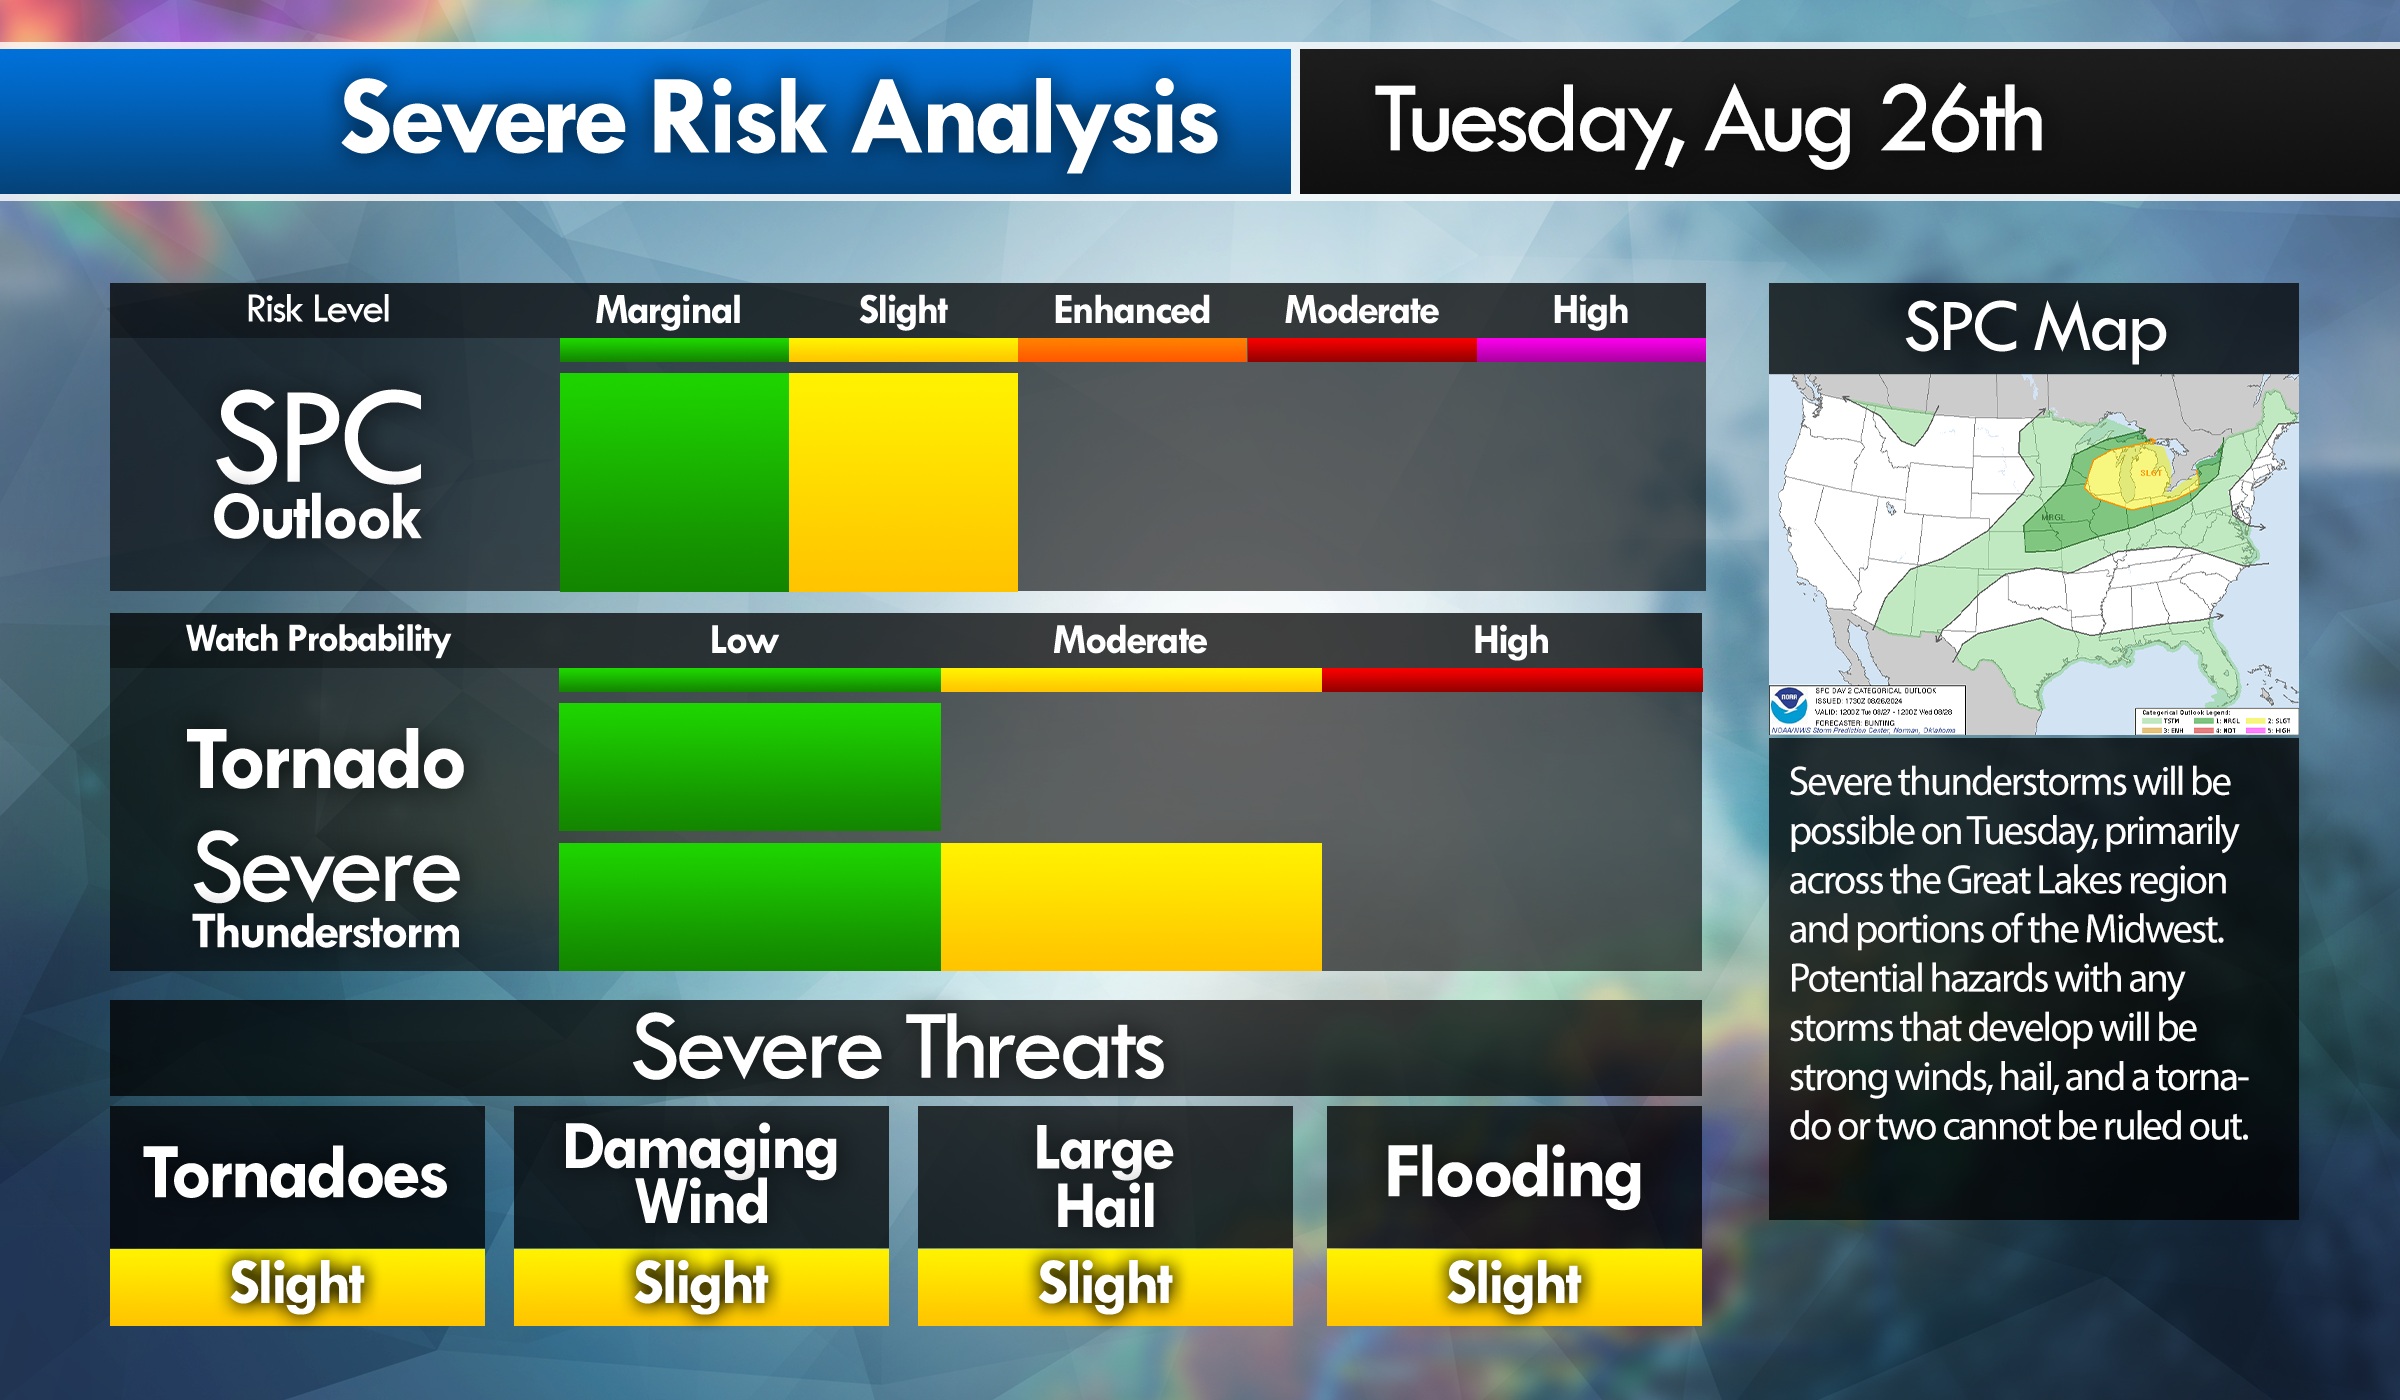 Severe Risk Analysis
Tuesday, Aug 26th
Risk Level
Marginal
Slight
Enhanced
Moderate
High
SPC
Outlook
Watch Probability
Low
Moderate
High
Tornado
Severe
Thunderstorm
Severe Threats
Tornadoes
Slight
Damaging
Wind
Slight
Large
Hail
Slight
Flooding
Slight
SPC Map
SLGT
MRGL
NOAA
SPC DAY 2 CATEGORICAL OUTLOOK
ISSUED: 1730Z 08/26/2024
VALID: 1200Z Tue 08/27 - 1200Z Wed 08/28
FORECASTER: BUNTING
NOAA/NWS Storm Prediction Center, Norman, Oklahoma
Categorical Outlook Legend:
TSTM 1: MRGL 2: SLGT
3: ENH 4: MDT 5: HIGH
Severe thunderstorms will be
possible on Tuesday, primarily
across the Great Lakes region
and portions of the Midwest.
Potential hazards with any
storms that develop will be
strong winds, hail, and a torna-
do or two cannot be ruled out.